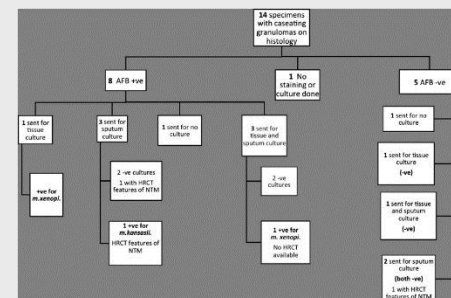 14 specimens
with caseating
granulomas on
histology
8 AFB +ve
1 No
staining or
culture done
5 AFB -ve
1 sent for
tissue
culture
3 sent for
sputum
culture
1 sent for no
culture
3 sent for
tissue and
sputum culture
1 sent for no
culture
+ve for
m.xenopi.
2 -ve cultures
1 with HRCT
features of NTM
1 +ve for
m.kansasii.
HRCT features of
NTM
2 -ve
cultures
1 +ve for
m. xenopi.
No HRCT
available
1 sent for tissue
culture
(-ve)
1 sent for tissue
and sputum
culture
(-ve)
2 sent for sputum
culture
(both -ve)
1 with HRCT
features of NTM